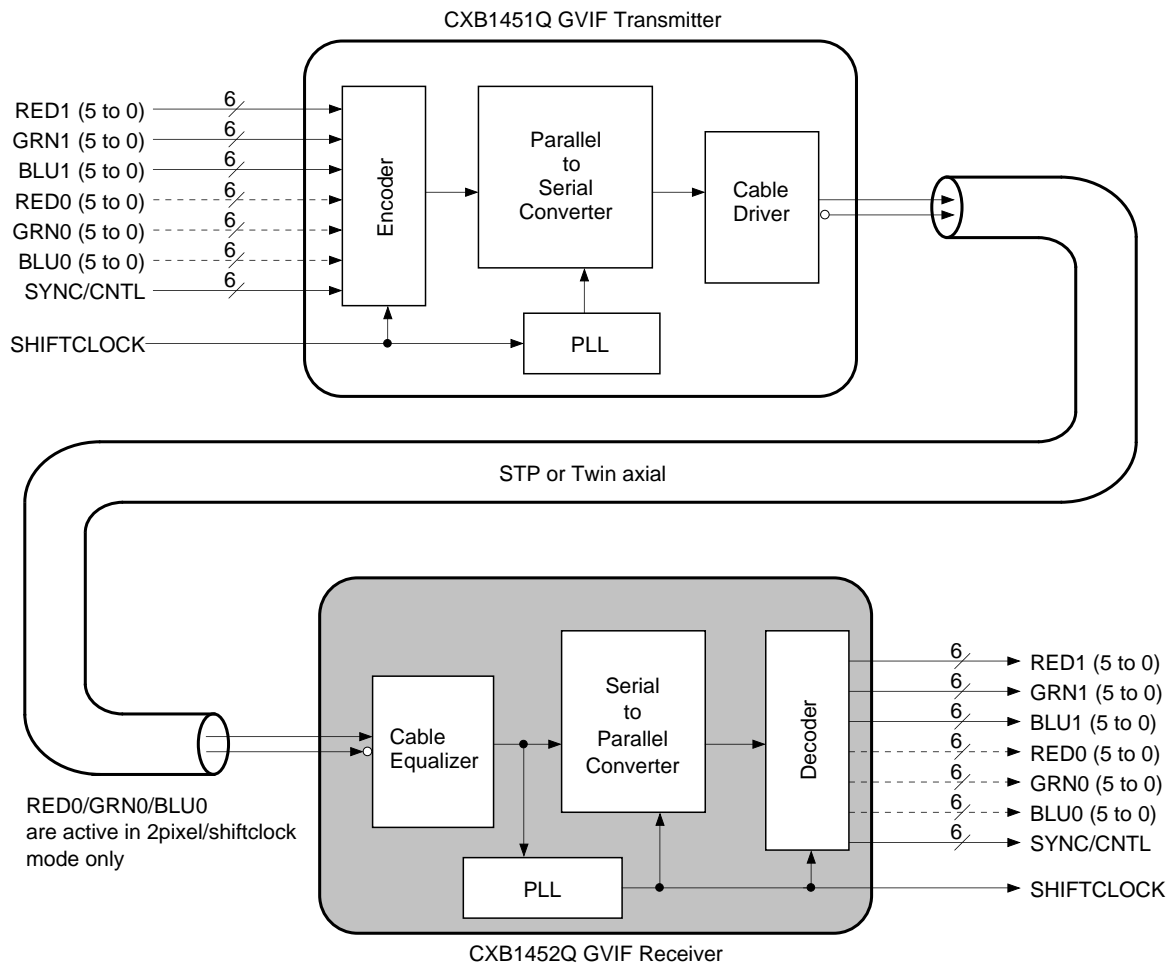 CXB1451Q GVIF Transmitter
RED1 (5 to 0)
6
GRN1 (5 to 0)
6
BLU1 (5 to 0)
6
RED0 (5 to 0)
6
GRN0 (5 to 0)
6
BLU0 (5 to 0)
6
SYNC/CNTL
6
SHIFTCLOCK
Encoder
Parallel
to
Serial
Converter
Cable
Driver
PLL
STP or Twin axial
RED0/GRN0/BLU0
are active in 2pixel/shiftclock
mode only
Cable
Equalizer
Serial
to
Parallel
Converter
Decoder
PLL
6
RED1 (5 to 0)
6
GRN1 (5 to 0)
6
BLU1 (5 to 0)
6
RED0 (5 to 0)
6
GRN0 (5 to 0)
6
BLU0 (5 to 0)
6
SYNC/CNTL
SHIFTCLOCK
CXB1452Q GVIF Receiver